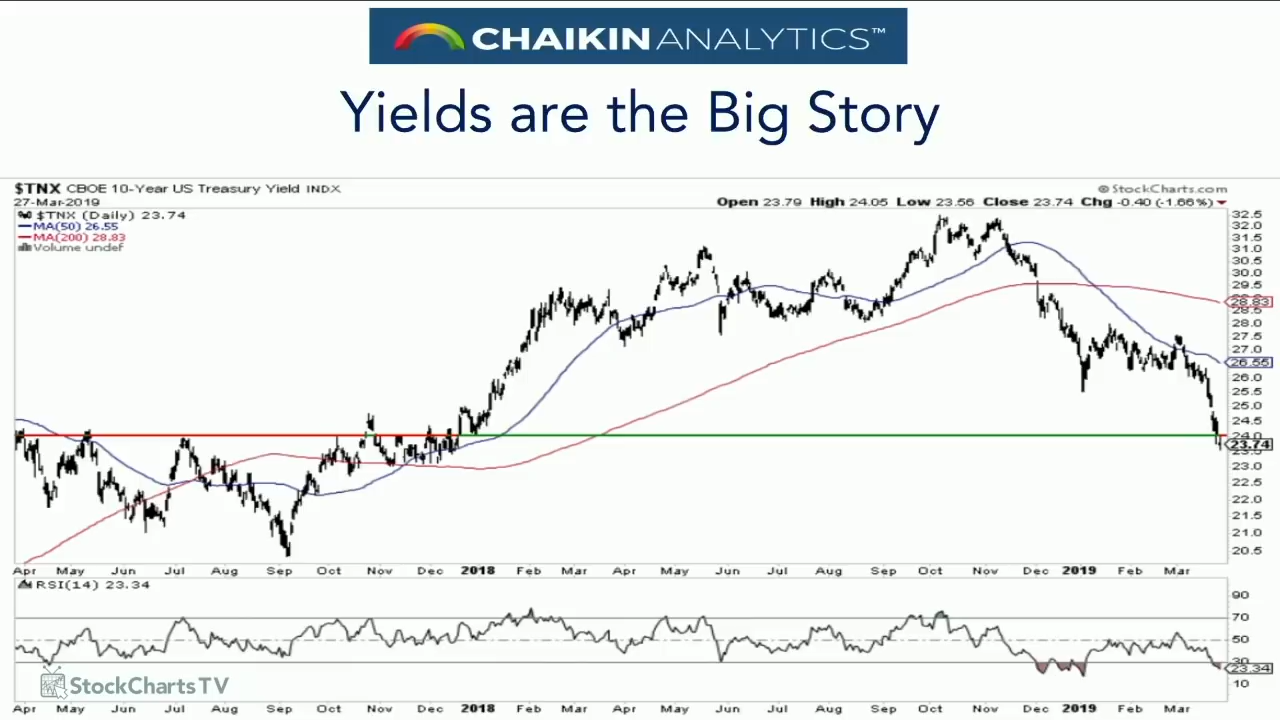 CHAIKIN ANALYTICS™
Yields are the Big Story
$TNX CBOE 10-Year US Treasury Yield INDX
© StockCharts.com
27-Mar-2019
Open 23.79 High 24.05 Low 23.56 Close 23.74 Chg -0.40 (-1.66%)
$TNX (Daily) 23.74
MA(50) 26.55
MA(200) 28.83
Volume undef
32.5
32.0
31.5
31.0
30.5
30.0
29.5
28.83
28.5
28.0
27.5
27.0
26.55
26.0
25.5
25.0
24.5
24.0
23.74
23.5
23.0
22.5
22.0
21.5
21.0
20.5
Apr May Jun Jul Aug Sep Oct Nov Dec 2018 Feb Mar Apr May Jun Jul Aug Sep Oct Nov Dec 2019 Feb Mar
RSI(14) 23.34
90
70
50
30
23.34
10
StockChartsTV
Apr May Jun Jul Aug Sep Oct Nov Dec 2018 Feb Mar Apr May Jun Jul Aug Sep Oct Nov Dec 2019 Feb Mar